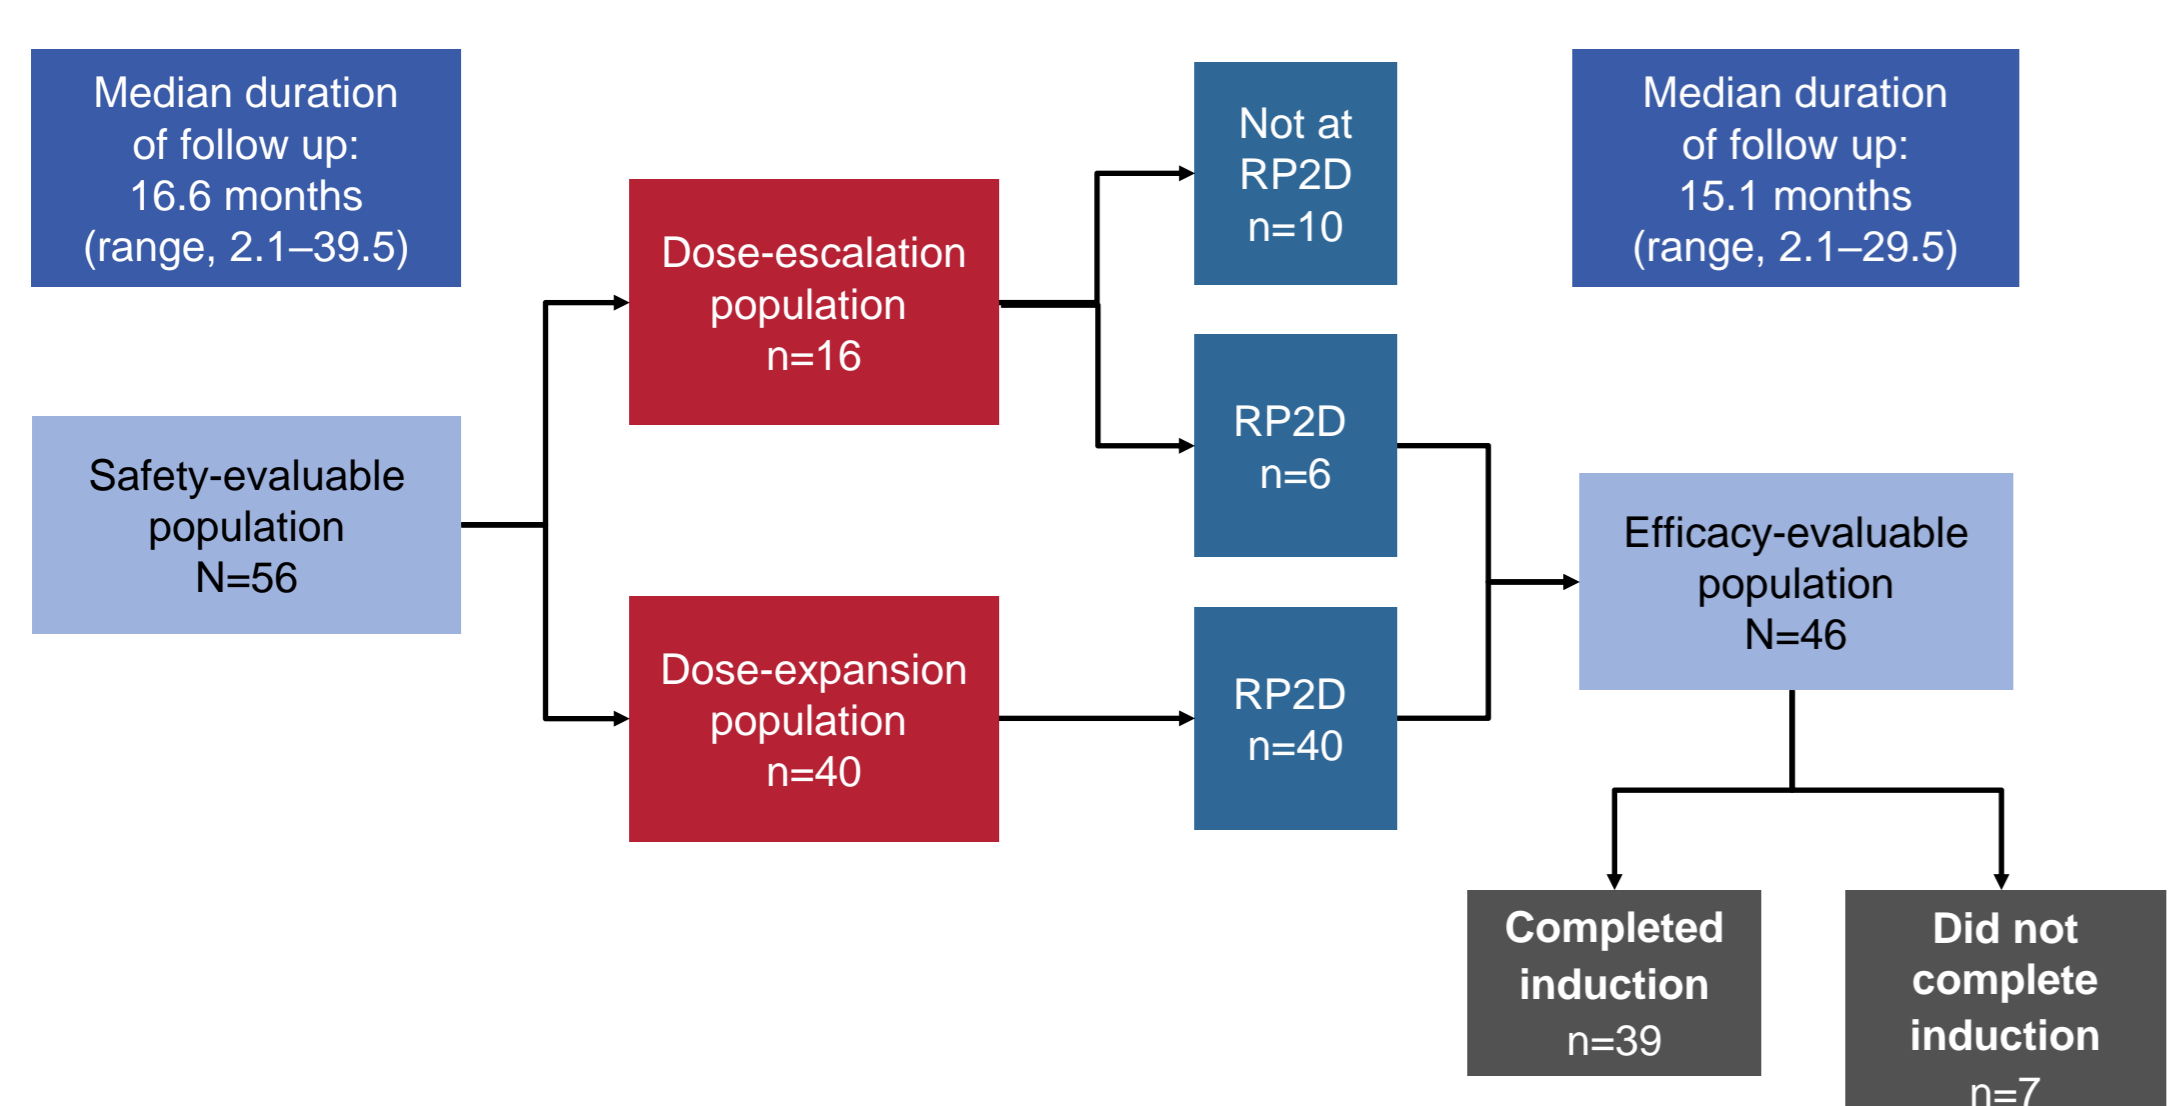 Median duration
of follow up:
16.6 months
(range, 2.1–39.5)
Safety-evaluable
population
N=56
Dose-escalation
population
n=16
Dose-expansion
population
n=40
Not at
RP2D
n=10
RP2D
n=6
RP2D
n=40
Median duration
of follow up:
15.1 months
(range, 2.1–29.5)
Efficacy-evaluable
population
N=46
Completed
induction
n=39
Did not
complete
induction
n=7